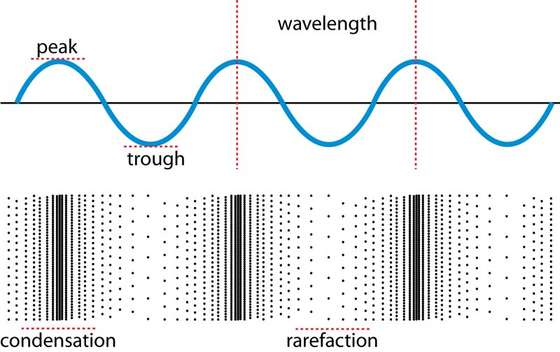 wavelength
peak
trough
condensation
rarefaction